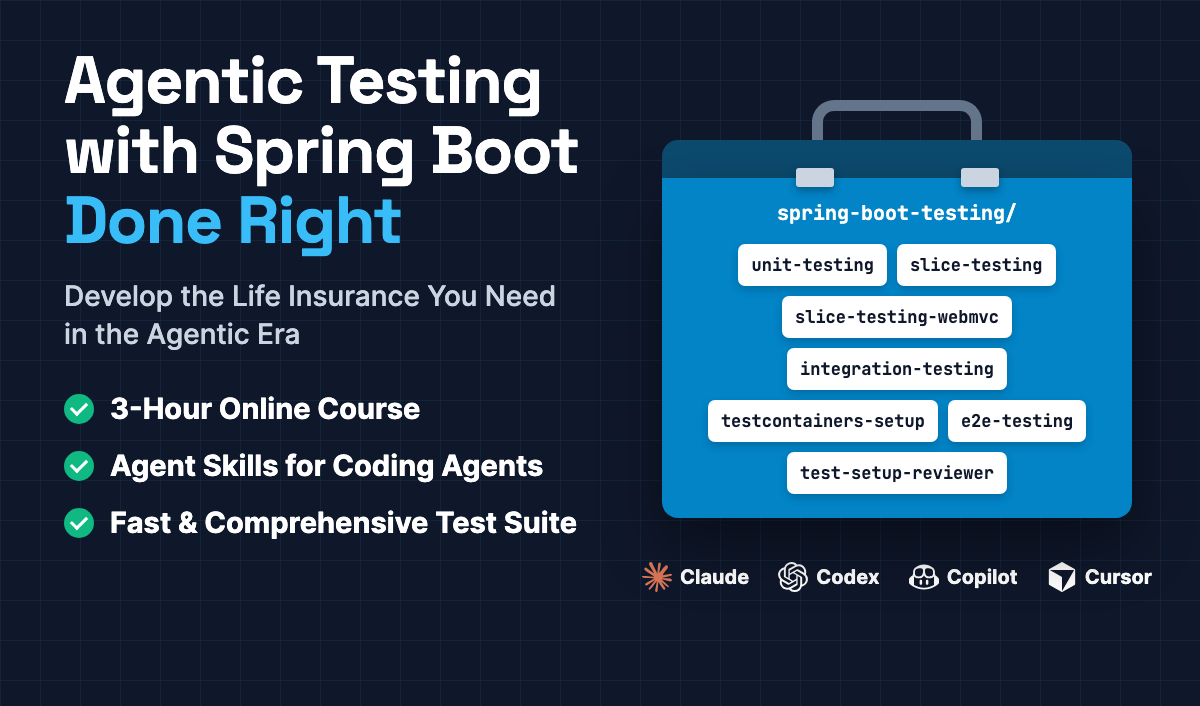 Agentic Testing
with Spring Boot
Done Right
Develop the Life Insurance You Need
in the Agentic Era
3-Hour Online Course
Agent Skills for Coding Agents
Fast & Comprehensive Test Suite
spring-boot-testing/
unit-testing slice-testing
slice-testing-webmvc
integration-testing
testcontainers-setup e2e-testing
test-setup-reviewer
Claude Codex Copilot Cursor